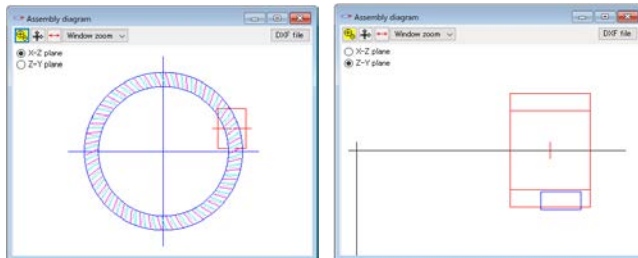 Assembly diagram
Window zoom
DXF file
X-Z plane
Z-Y plane
Assembly diagram
Window zoom
DXF file
X-Z plane
Z-Y plane